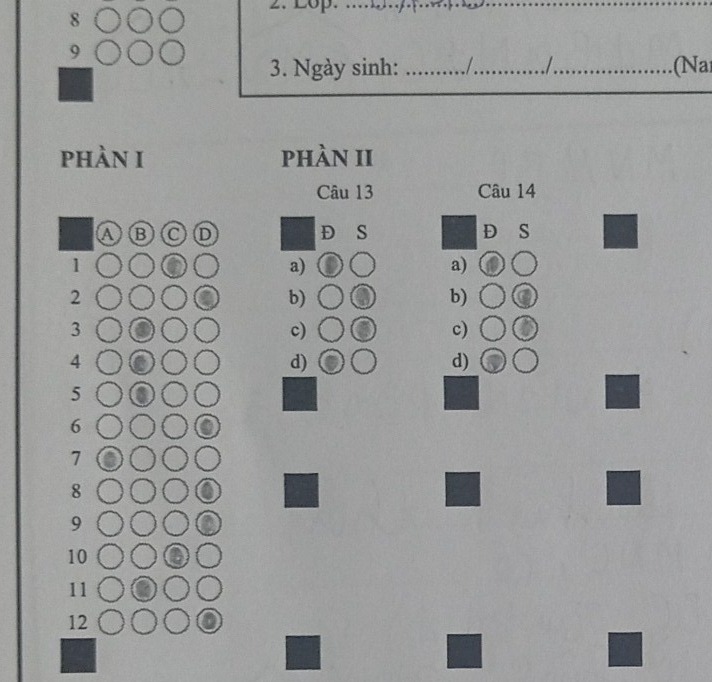 8
9
2. Lớp:
3. Ngày sinh: ........../............./.....................(Na
PHẦN I
PHẦN II
Câu 13
Câu 14
A B C D
Đ S
Đ S
1
a)
a)
2
b)
b)
3
c)
c)
4
d)
d)
5
6
7
8
9
10
11
12